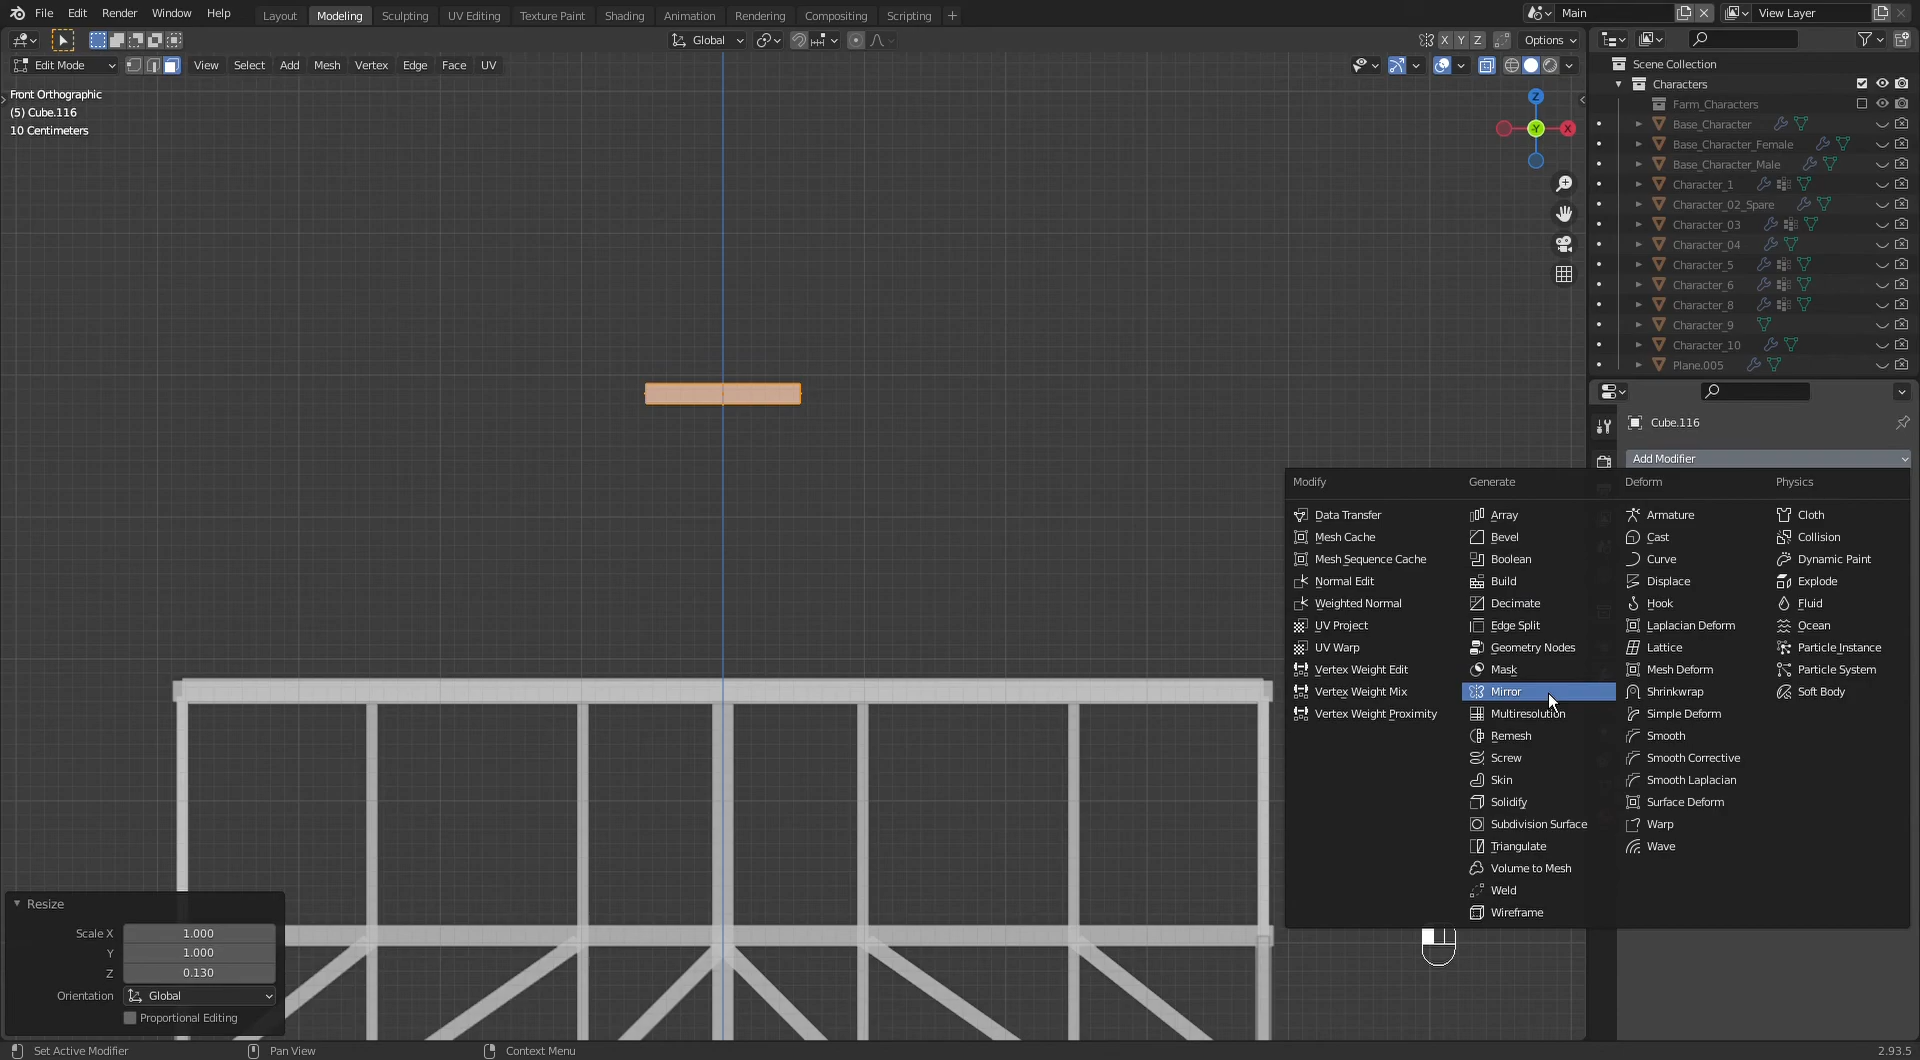 File Edit Render Window Help Layout Modeling Sculpting UV Editing Texture Paint Shading Animation Rendering Compositing Scripting + Main View Layer
Global X Y Z Options
Edit Mode View Select Add Mesh Vertex Edge Face UV
Front Orthographic
(5) Cube.116
10 Centimeters
Z
-Y X
Scene Collection
Characters
Farm_Characters
Base_Character
Base_Character_Female
Base_Character_Male
Character_1
Character_02_Spare
Character_03
Character_04
Character_5
Character_6
Character_8
Character_9
Character_10
Plane.005
Cube.116
Add Modifier
Modify
Data Transfer
Mesh Cache
Mesh Sequence Cache
Normal Edit
Weighted Normal
UV Project
UV Warp
Vertex Weight Edit
Vertex Weight Mix
Vertex Weight Proximity
Generate
Array
Bevel
Boolean
Build
Decimate
Edge Split
Geometry Nodes
Mask
Mirror
Multiresolution
Remesh
Screw
Skin
Solidify
Subdivision Surface
Triangulate
Volume to Mesh
Weld
Wireframe
Deform
Armature
Cast
Curve
Displace
Hook
Laplacian Deform
Lattice
Mesh Deform
Shrinkwrap
Simple Deform
Smooth
Smooth Corrective
Smooth Laplacian
Surface Deform
Warp
Wave
Physics
Cloth
Collision
Dynamic Paint
Explode
Fluid
Ocean
Particle Instance
Particle System
Soft Body
Resize
Scale X 1.000
Y 1.000
Z 0.130
Orientation Global
Proportional Editing
Set Active Modifier Pan View Context Menu 2.93.5